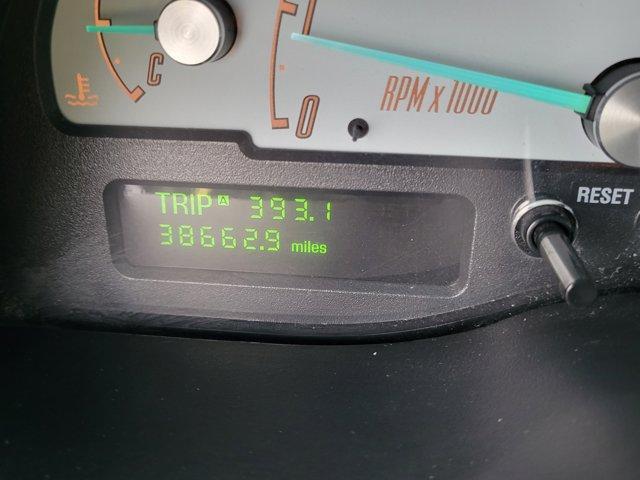 C
0
RPM x 1000
TRIP A 393.1
38662.9 miles
RESET